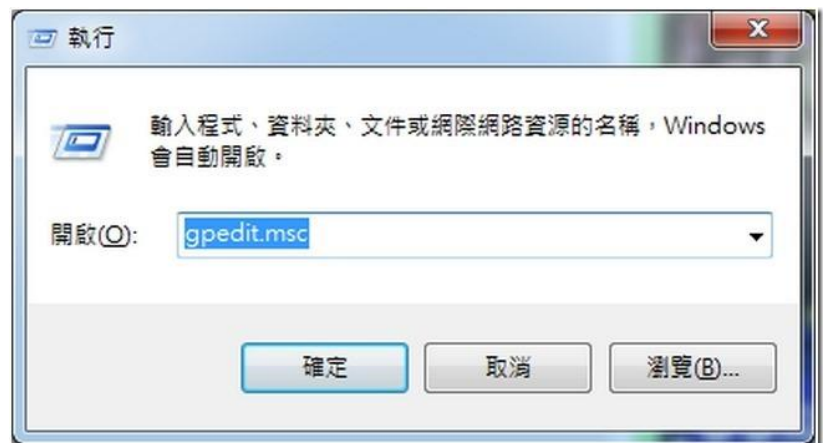 執行
輸入程式、資料夾、文件或網際網路資源的名稱，Windows
會自動開啟。
開啟(O):
gpedit.msc
確定
取消
瀏覽(B)...